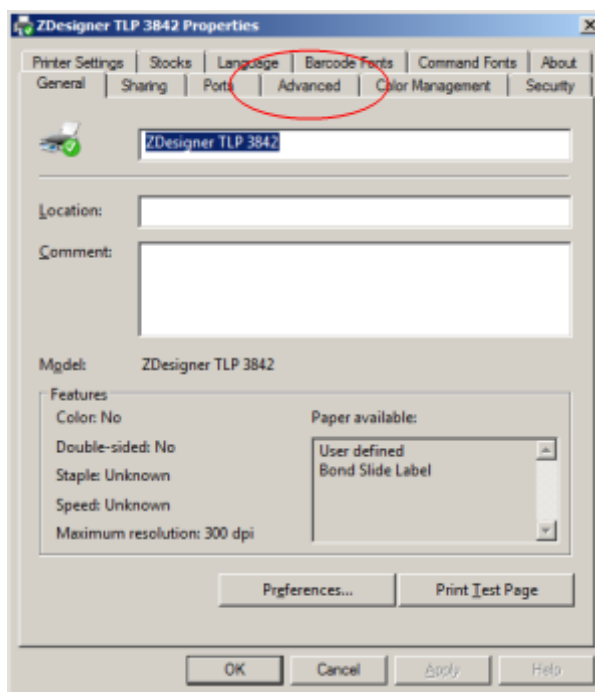 ZDesigner TLP 3842 Properties
Printer Settings Stocks Language Barcode Fonts Command Fonts About
General Sharing Ports Advanced Color Management Security
ZDesigner TLP 3842
Location:
Comment:
Model: ZDesigner TLP 3842
Features
Color: No
Paper available:
Double-sided: No
User defined
Staple: Unknown
Bond Slide Label
Speed: Unknown
Maximum resolution: 300 dpi
Preferences... Print Test Page
OK Cancel Apply Help